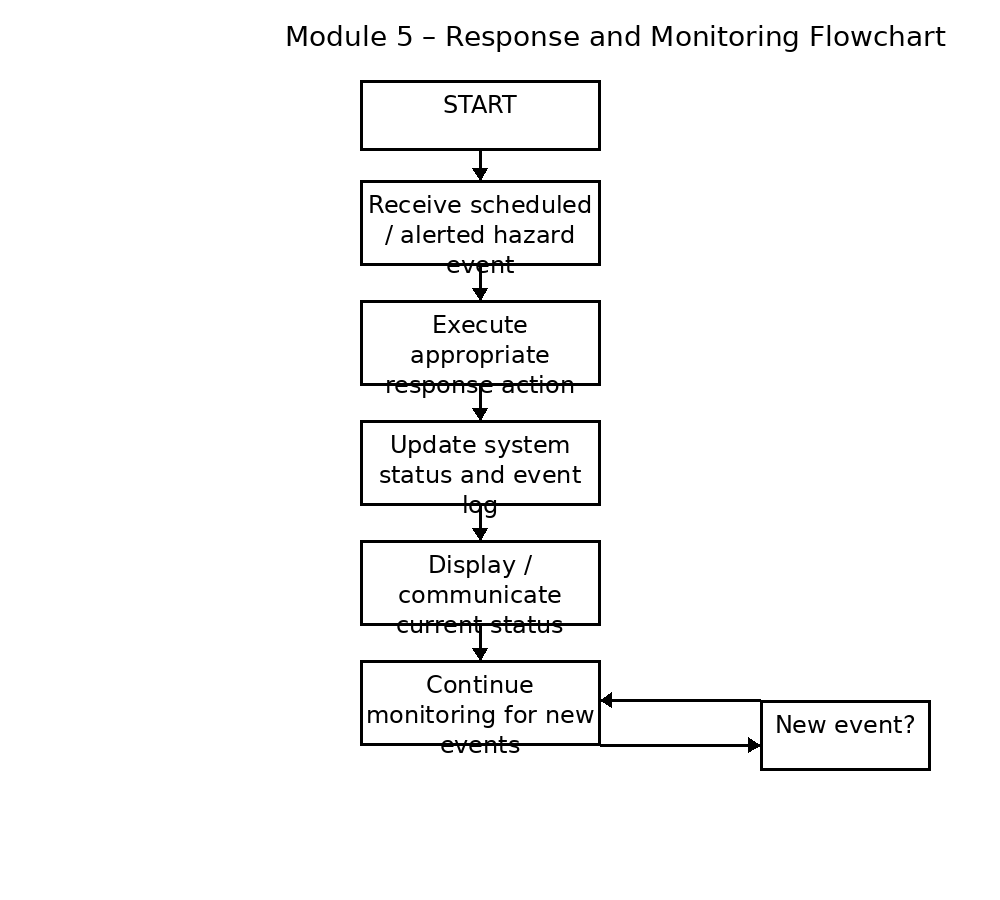 Module 5 – Response and Monitoring Flowchart
START
Receive scheduled
/ alerted hazard
event
Execute
appropriate
response action
Update system
status and event
log
Display /
communicate
current status
Continue
monitoring for new
events
New event?